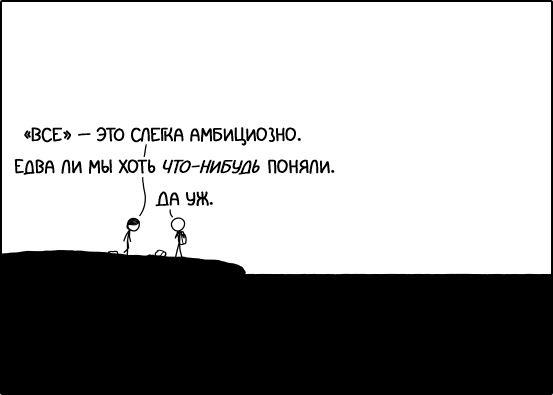 «ВСЕ» — ЭТО СЛЕГКА АМБИЦИОЗНО.
ЕДВА ЛИ МЫ ХОТЬ ЧТО-НИБУДЬ ПОНЯЛИ.
ДА УЖ.